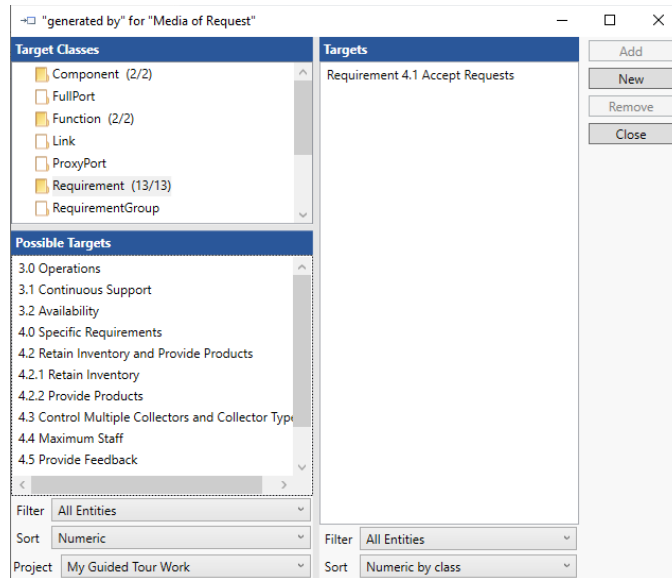 "generated by" for "Media of Request"
Target Classes
Component (2/2)
FullPort
Function (2/2)
Link
ProxyPort
Requirement (13/13)
RequirementGroup
Possible Targets
3.0 Operations
3.1 Continuous Support
3.2 Availability
4.0 Specific Requirements
4.2 Retain Inventory and Provide Products
4.2.1 Retain Inventory
4.2.2 Provide Products
4.3 Control Multiple Collectors and Collector Type
4.4 Maximum Staff
4.5 Provide Feedback
Filter All Entities
Sort Numeric
Project My Guided Tour Work
Targets
Requirement 4.1 Accept Requests
Filter All Entities
Sort Numeric by class
Add
New
Remove
Close